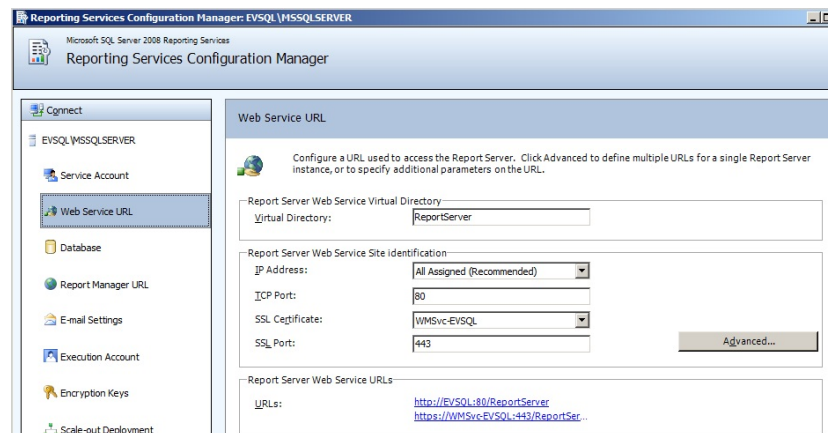 Reporting Services Configuration Manager: EVSQL\MSSQLSERVER
Microsoft SQL Server 2008 Reporting Services
Reporting Services Configuration Manager
Connect
EVSQL\MSSQLSERVER
Service Account
Web Service URL
Database
Report Manager URL
E-mail Settings
Execution Account
Encryption Keys
Scale-out Deployment
Web Service URL
Configure a URL used to access the Report Server. Click Advanced to define multiple URLs for a single Report Server
instance, or to specify additional parameters on the URL.
Report Server Web Service Virtual Directory
Virtual Directory: ReportServer
Report Server Web Service Site identification
IP Address: All Assigned (Recommended)
TCP Port: 80
SSL Certificate: WMSvc-EVSQL
SSL Port: 443
Advanced...
Report Server Web Service URLs
URLs: http://EVSQL:80/ReportServer
https://WMSvc-EVSQL:443/ReportSer...